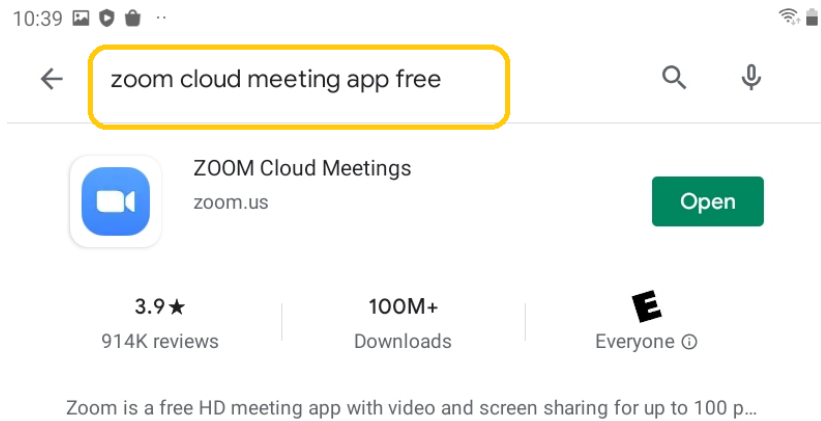 10:39
zoom cloud meeting app free
ZOOM Cloud Meetings
zoom.us
Open
3.9★ 100M+ E
914K reviews Downloads Everyone
Zoom is a free HD meeting app with video and screen sharing for up to 100 p...